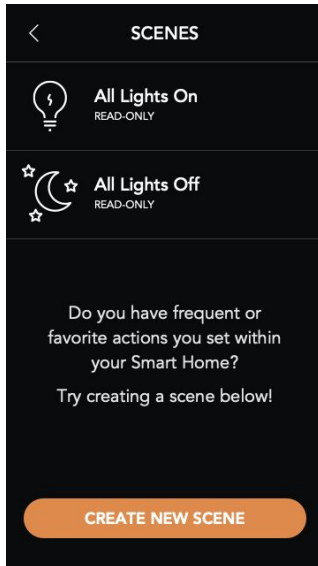 SCENES
All Lights On
READ-ONLY
All Lights Off
READ-ONLY
Do you have frequent or
favorite actions you set within
your Smart Home?
Try creating a scene below!
CREATE NEW SCENE